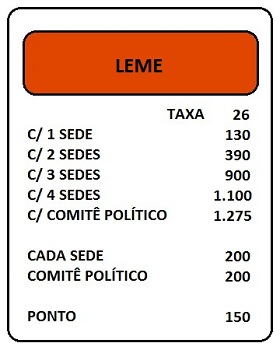 LEME
TAXA 26
C/ 1 SEDE 130
C/ 2 SEDES 390
C/ 3 SEDES 900
C/ 4 SEDES 1.100
C/ COMITÊ POLÍTICO 1.275
CADA SEDE 200
COMITÊ POLÍTICO 200
PONTO 150